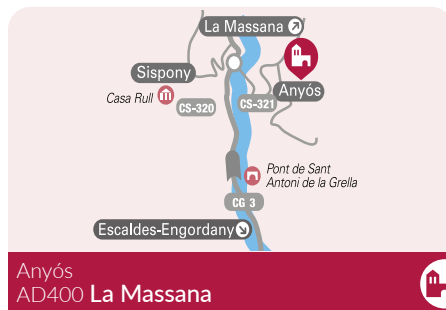 La Massana
Sispony
Casa Rull
CS-320
CS-321
Anyós
Pont de Sant
Antoni de la Grella
CG 3
Escaldes-Engordany
Anyós
AD400 La Massana